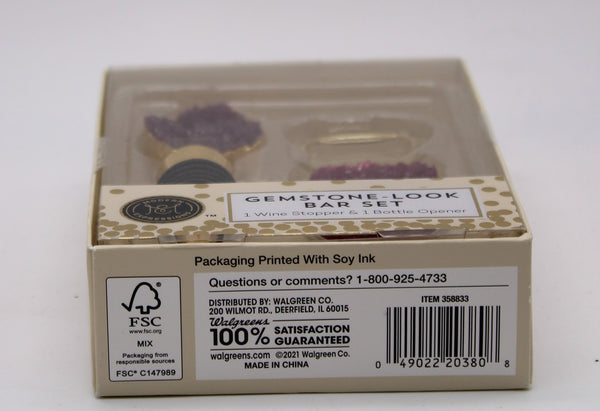 MODERN EXPRESSIONS
™
GEMSTONE-LOOK
BAR SET
1 Wine Stopper & 1 Bottle Opener
Packaging Printed With Soy Ink
FSC
www.fsc.org
MIX
Packaging from
responsible sources
FSC® C147989
Questions or comments? 1-800-925-4733
DISTRIBUTED BY: WALGREEN CO.
200 WILMOT RD., DEERFIELD, IL 60015
Walgreens
100% SATISFACTION
GUARANTEED
walgreens.com ©2021 Walgreen Co.
MADE IN CHINA
ITEM 358833
0 49022 20380 8